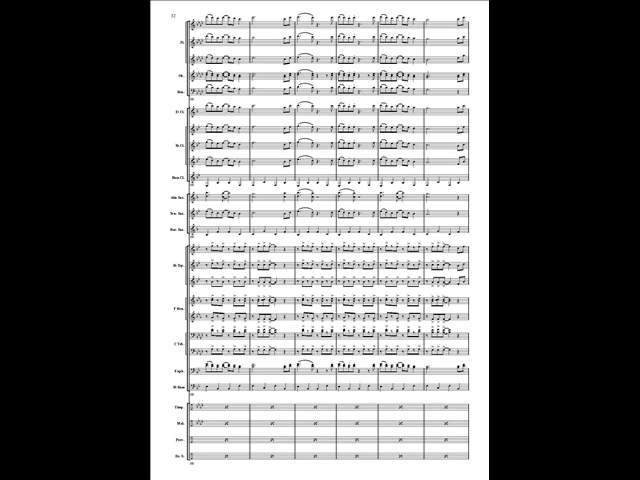 32
Fl.
Ob.
Bsn.
E♭ Cl.
B♭ Cl.
Bass Cl.
Alto Sax.
Ten. Sax.
Bar. Sax.
B♭ Tpt.
F Hrn.
C Tbn.
Euph.
B♭ Bass
Timp.
Mal.
Perc.
Dr. S.